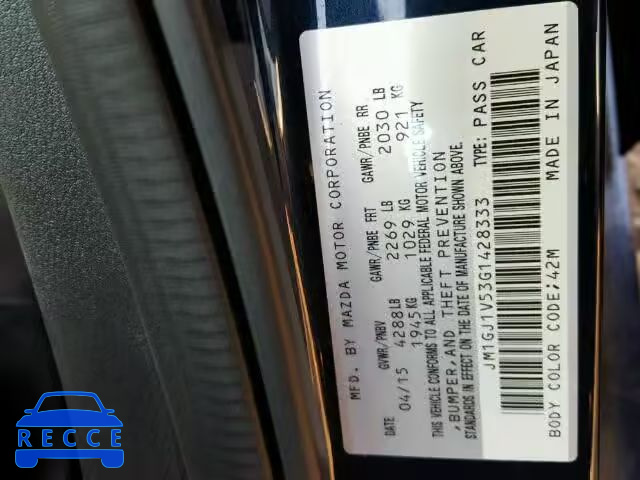 MFD. BY MAZDA MOTOR CORPORATION
DATE GVWR/PNBV GAWR/PNBE FRT GAWR/PNBE RR
04/15 4288LB 2269 LB 2030 LB
1945KG 1029 KG 921 KG
THIS VEHICLE CONFORMS TO ALL APPLICABLE FEDERAL MOTOR VEHICLE SAFETY
,BUMPER,AND THEFT PREVENTION
STANDARDS IN EFFECT ON THE DATE OF MANUFACTURE SHOWN ABOVE.
JM1GJ1V53G1428333 TYPE: PASS CAR
BODY COLOR CODE;42M MADE IN JAPAN
RECCE